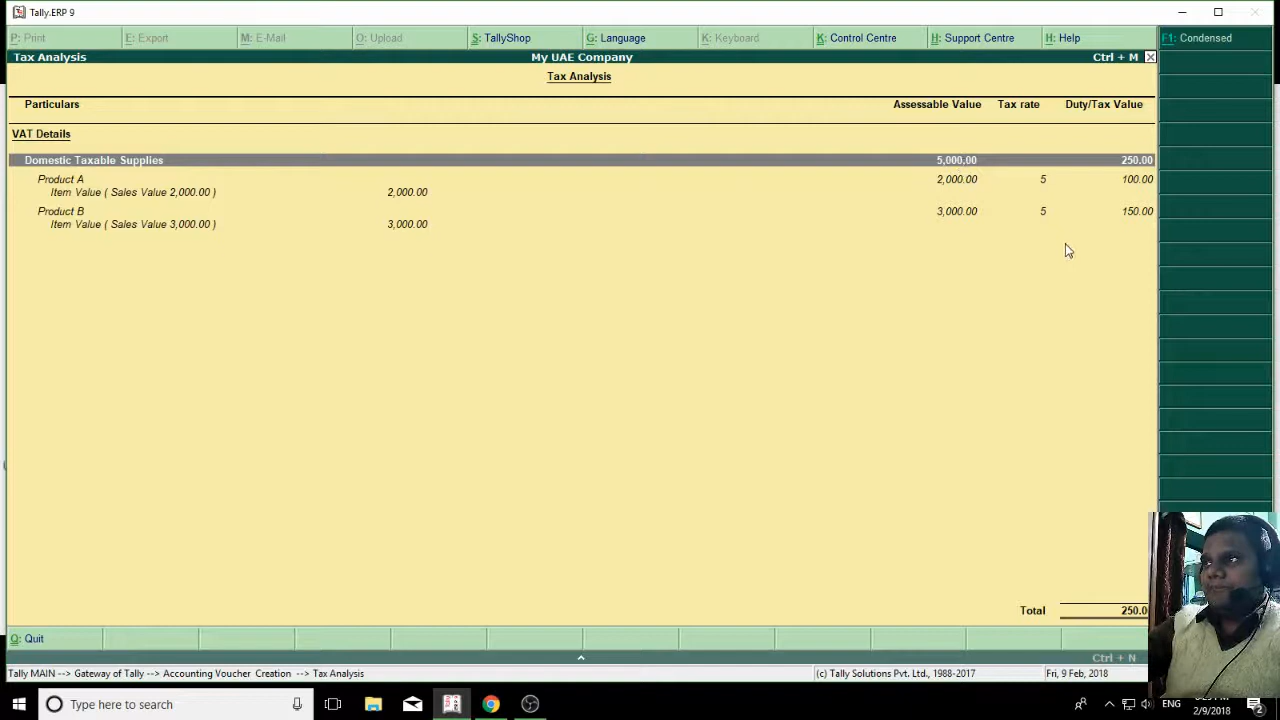 Tally.ERP 9
P: Print E: Export M: E-Mail O: Upload S: TallyShop G: Language K: Keyboard K: Control Centre H: Support Centre H: Help F1: Condensed
Tax Analysis My UAE Company Ctrl + M
Tax Analysis
Particulars Assessable Value Tax rate Duty/Tax Value
VAT Details
Domestic Taxable Supplies 5,000.00 250.00
Product A 2,000.00 5 100.00
Item Value ( Sales Value 2,000.00 ) 2,000.00
Product B 3,000.00 5 150.00
Item Value ( Sales Value 3,000.00 ) 3,000.00
Total 250.0
Q: Quit
Ctrl + N
Tally MAIN --> Gateway of Tally --> Accounting Voucher Creation --> Tax Analysis (c) Tally Solutions Pvt. Ltd., 1988-2017 Fri, 9 Feb, 2018
Type here to search ENG
2/9/2018 2